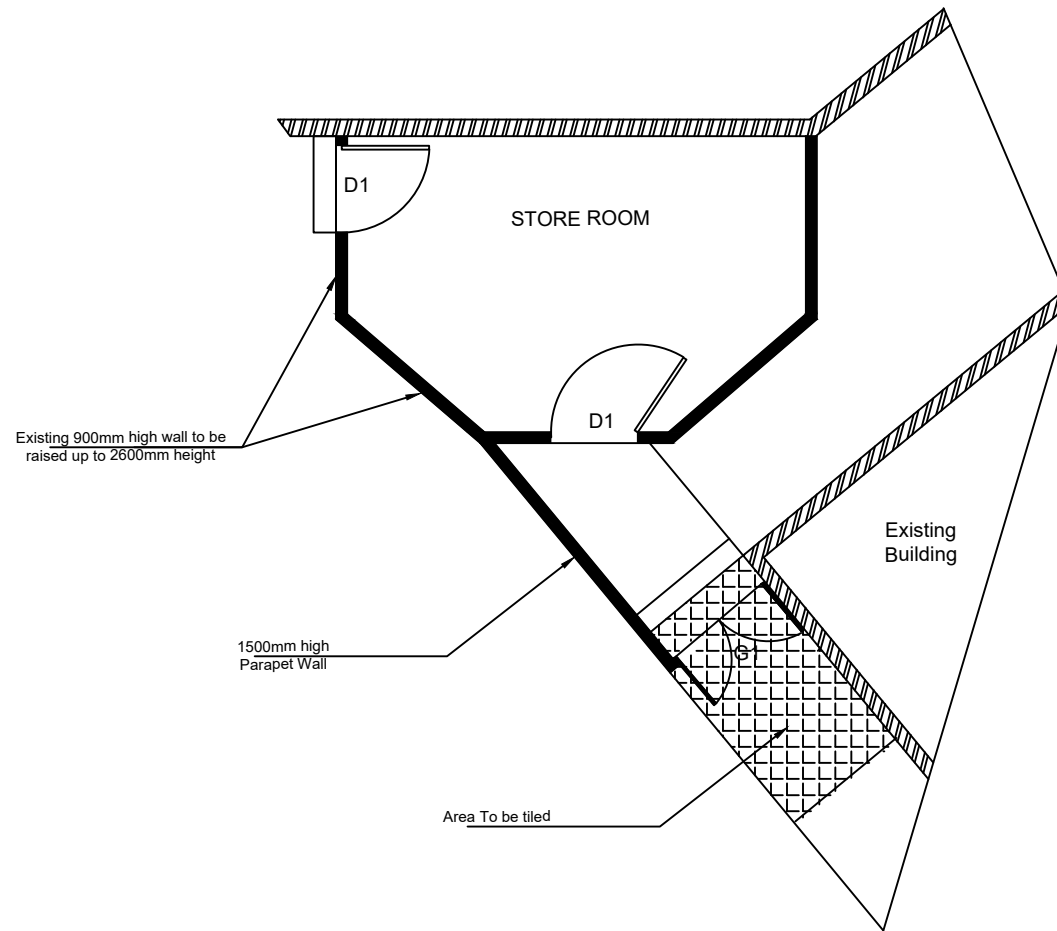 D1
STORE ROOM
D1
Existing 900mm high wall to be
raised up to 2600mm height
Existing
Building
1500mm high
Parapet Wall
G1
Area To be tiled